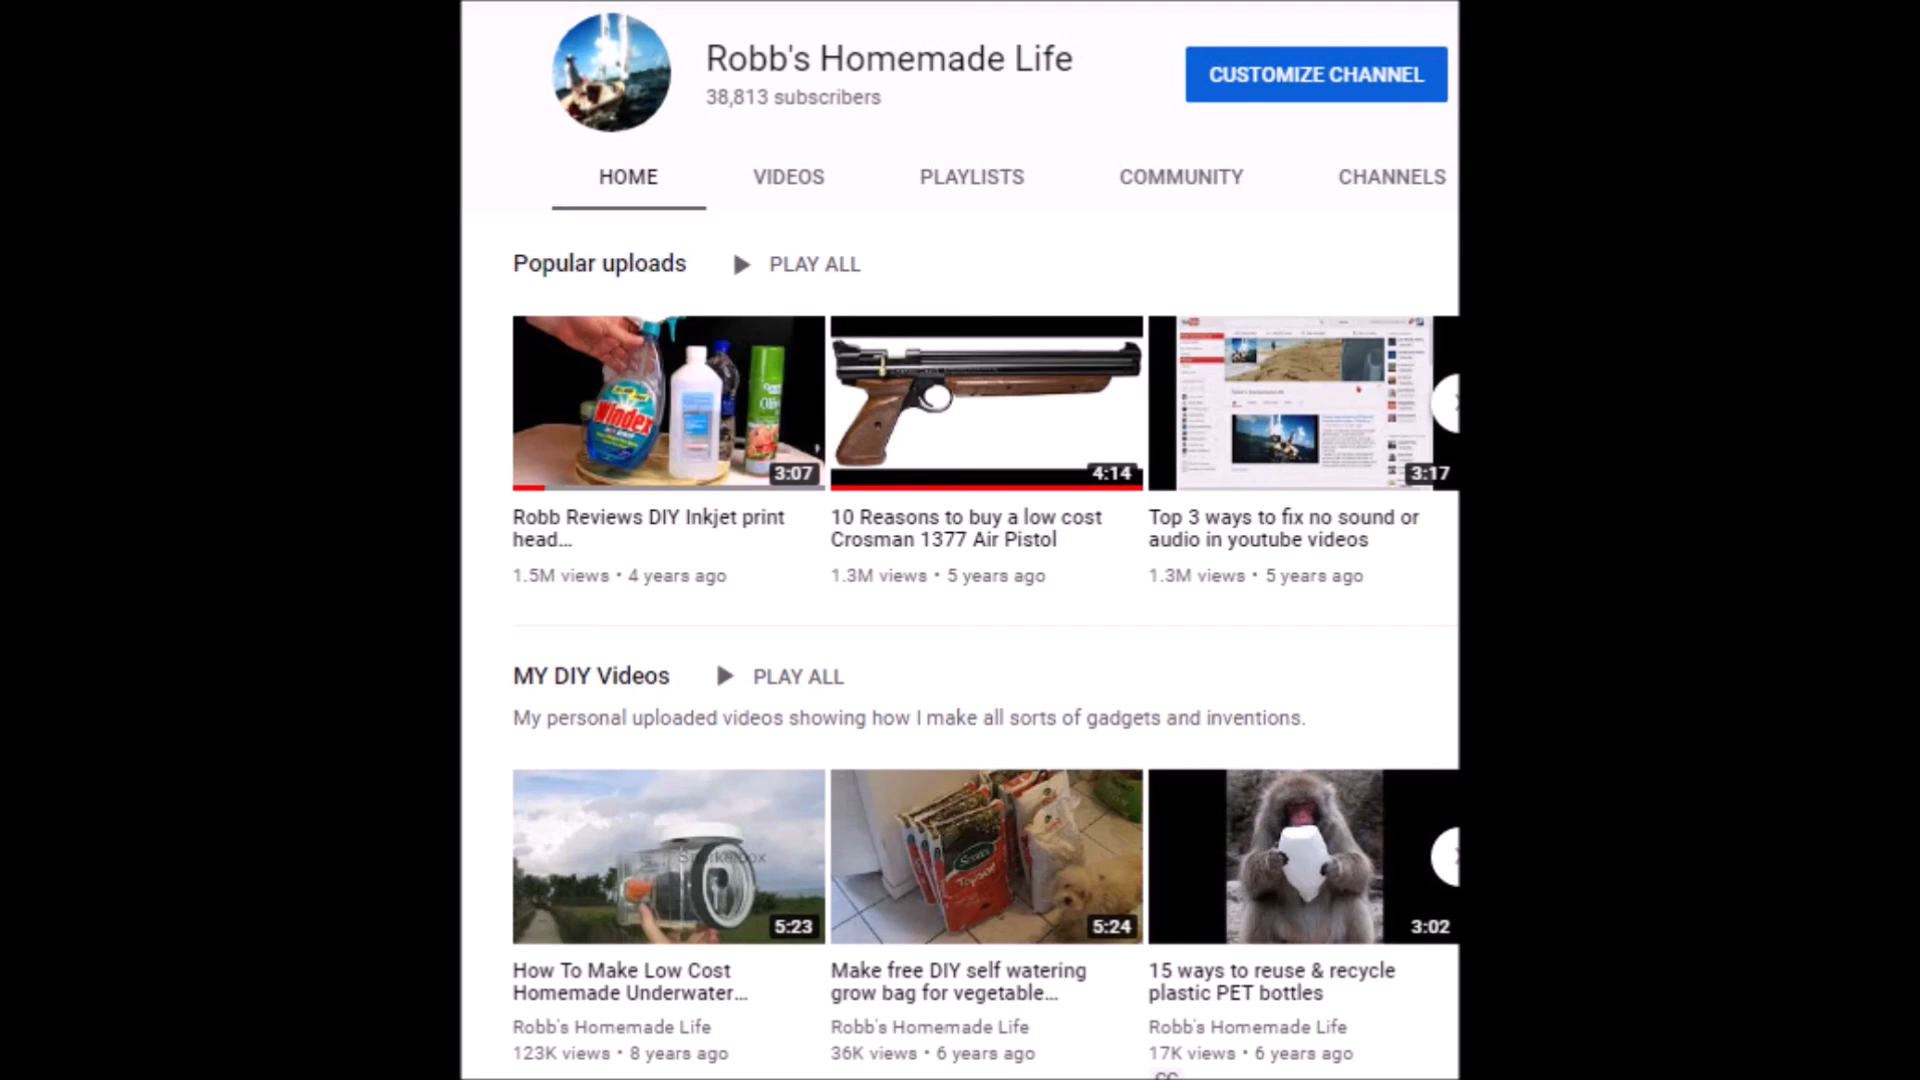 Robb's Homemade Life
38,813 subscribers
CUSTOMIZE CHANNEL
HOME
VIDEOS
PLAYLISTS
COMMUNITY
CHANNELS
Popular uploads
PLAY ALL
Windex
3:07
4:14
3:17
Robb Reviews DIY Inkjet print
head...
1.5M views • 4 years ago
10 Reasons to buy a low cost
Crosman 1377 Air Pistol
1.3M views • 5 years ago
Top 3 ways to fix no sound or
audio in youtube videos
1.3M views • 5 years ago
MY DIY Videos
PLAY ALL
My personal uploaded videos showing how I make all sorts of gadgets and inventions.
Scotts
Topsoil
5:23
5:24
3:02
How To Make Low Cost
Homemade Underwater...
Robb's Homemade Life
123K views • 8 years ago
Make free DIY self watering
grow bag for vegetable...
Robb's Homemade Life
36K views • 6 years ago
15 ways to reuse & recycle
plastic PET bottles
Robb's Homemade Life
17K views • 6 years ago
CC